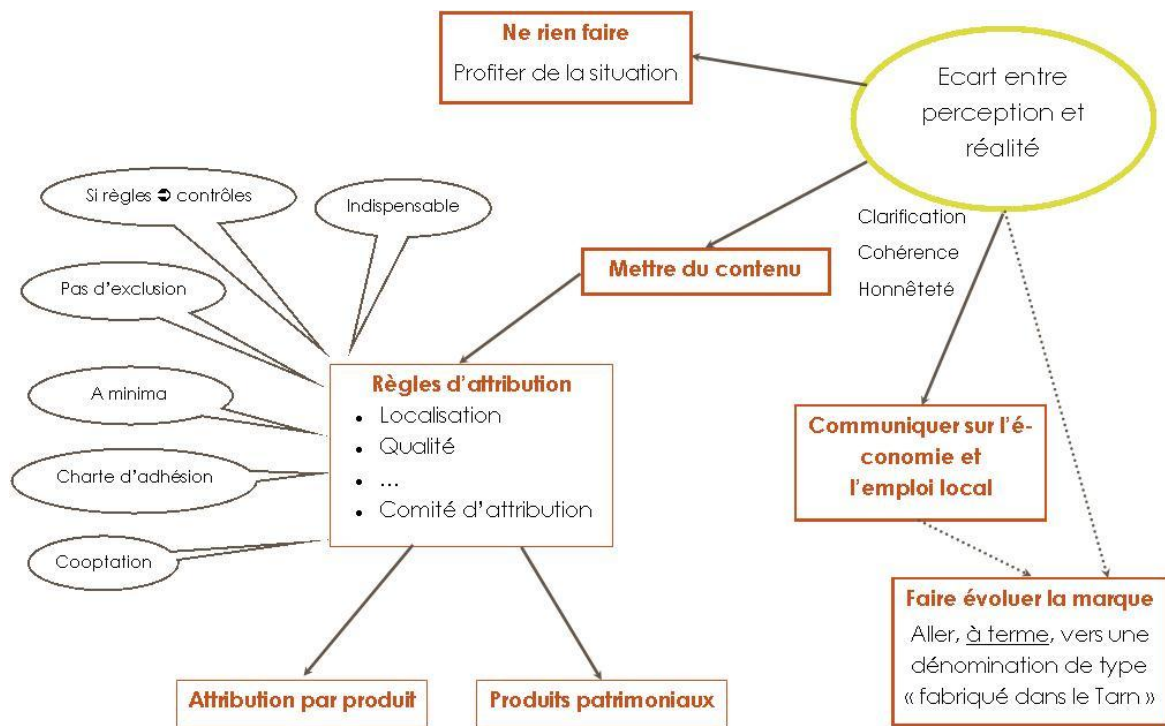 Ne rien faire
Profiter de la situation
Ecart entre
perception et
réalité
Si règles ➲ contrôles
Indispensable
Clarification
Cohérence
Honnêteté
Mettre du contenu
Pas d'exclusion
A minima
Charte d'adhésion
Cooptation
Règles d'attribution
• Localisation
• Qualité
• ...
• Comité d'attribution
Communiquer sur l'é-
conomie et
l'emploi local
Faire évoluer la marque
Aller, à terme, vers une
dénomination de type
« fabriqué dans le Tarn »
Attribution par produit
Produits patrimoniaux